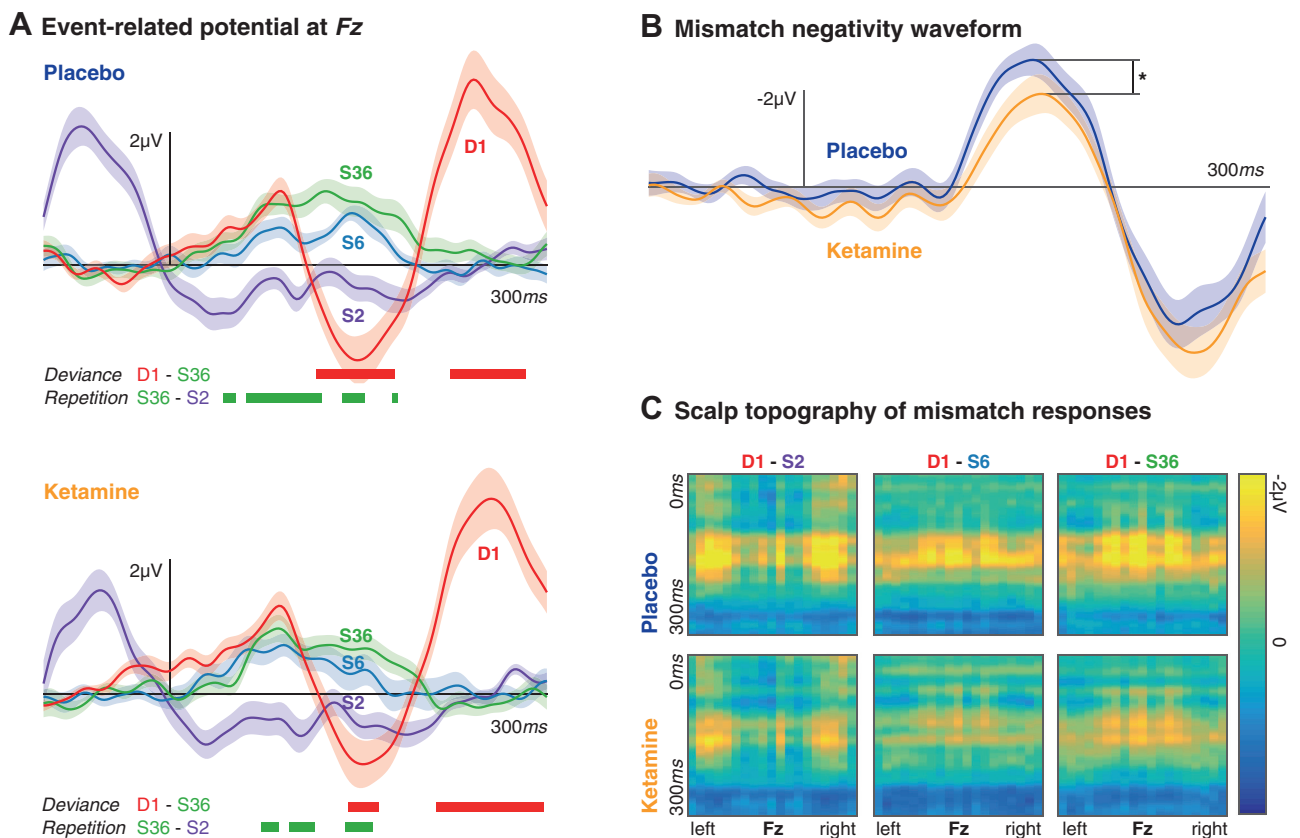 A Event-related potential at Fz
Placebo
2µV
D1
S36
S6
S2
300ms
Deviance D1 - S36
Repetition S36 - S2
Ketamine
2µV
D1
S36
S6
S2
300ms
Deviance D1 - S36
Repetition S36 - S2
B Mismatch negativity waveform
*
-2µV
Placebo
300ms
Ketamine
C Scalp topography of mismatch responses
D1 - S2 D1 - S6 D1 - S36
Placebo
0ms
300ms
Ketamine
0ms
300ms
left Fz right left Fz right left Fz right
-2µV
0